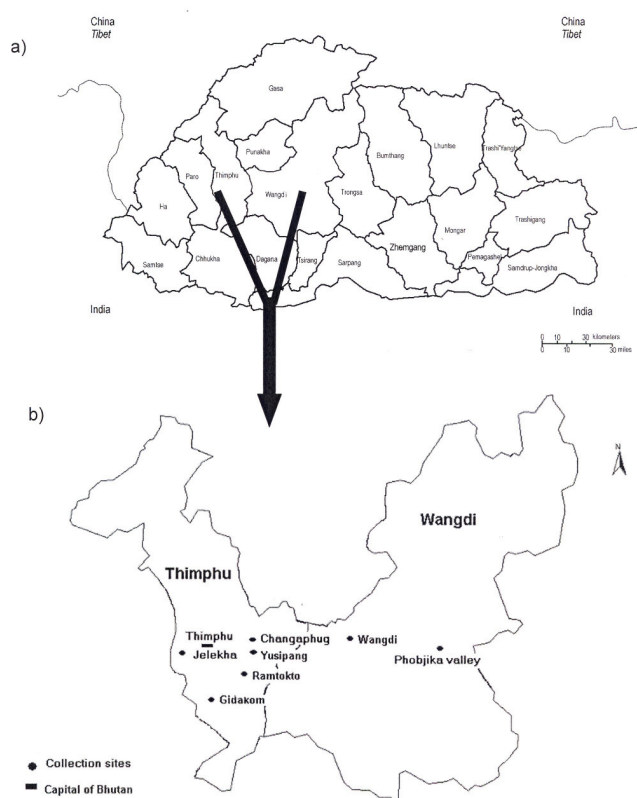 China
Tibet
China
Tibet
a)
Gasa
Punakha
Thimphu
Paro
Ha
Wangdi
Bumthang
Lhuntse
Trashi'Yangtse
Trongsa
Mongar
Trashigang
Zhemgang
Pemagashel
Samdrup-Jongkha
Samtse
Chhukha
Dagana
Tsirang
Sarpang
India
India
0 10 30 kilometers
0 10 30 miles
b)
N
Wangdi
Thimphu
Thimphu
Changaphug
Wangdi
Jelekha
Yusipang
Phobjika valley
Ramtokto
Gidakom
Collection sites
Capital of Bhutan